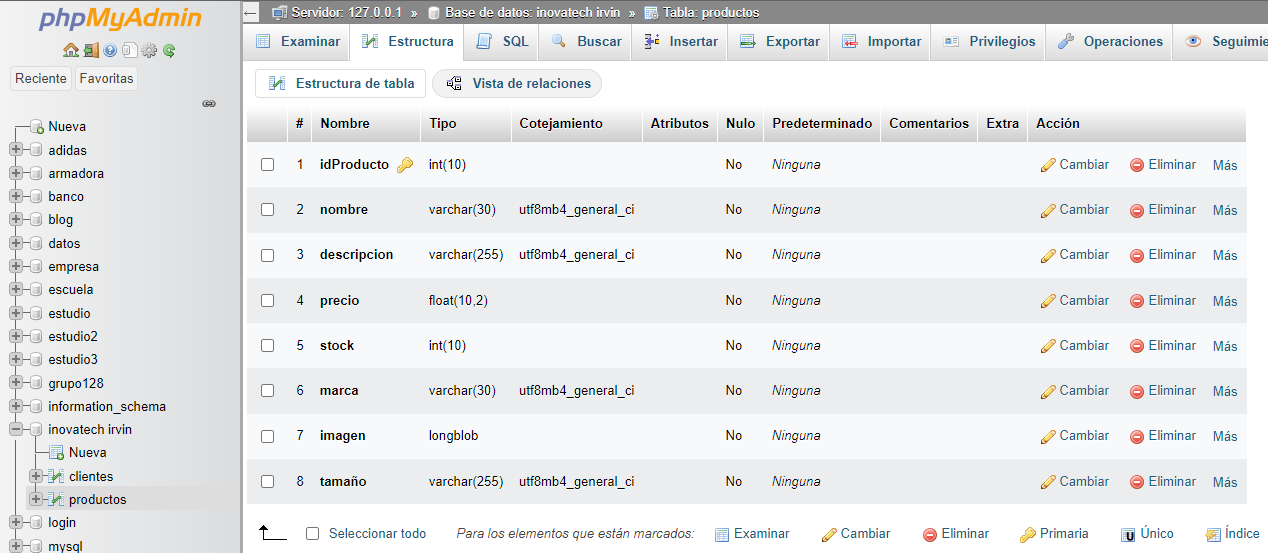 phpMyAdmin
Servidor: 127.0.0.1 » Base de datos: inovatech irvin » Tabla: productos
Examinar Estructura SQL Buscar Insertar Exportar Importar Privilegios Operaciones Seguimie
Reciente Favoritas
Estructura de tabla Vista de relaciones
Nueva
adidas
armadora
banco
blog
datos
empresa
escuela
estudio
estudio2
estudio3
grupo128
information_schema
inovatech irvin
Nueva
clientes
productos
login
mysql
# Nombre Tipo Cotejamiento Atributos Nulo Predeterminado Comentarios Extra Acción
1 idProducto int(10) No Ninguna Cambiar Eliminar Más
2 nombre varchar(30) utf8mb4_general_ci No Ninguna Cambiar Eliminar Más
3 descripcion varchar(255) utf8mb4_general_ci No Ninguna Cambiar Eliminar Más
4 precio float(10,2) No Ninguna Cambiar Eliminar Más
5 stock int(10) No Ninguna Cambiar Eliminar Más
6 marca varchar(30) utf8mb4_general_ci No Ninguna Cambiar Eliminar Más
7 imagen longblob No Ninguna Cambiar Eliminar Más
8 tamaño varchar(255) utf8mb4_general_ci No Ninguna Cambiar Eliminar Más
Seleccionar todo Para los elementos que están marcados: Examinar Cambiar Eliminar Primaria Único Índice